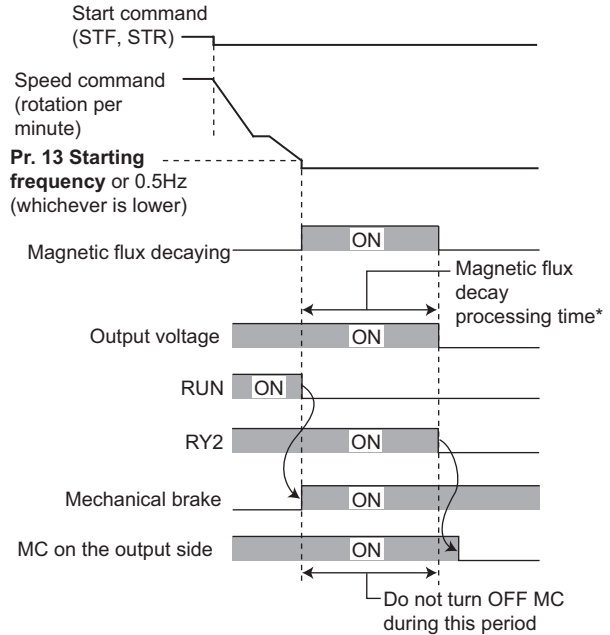 Start command
(STF, STR)
Speed command
(rotation per
minute)
Pr. 13 Starting
frequency or 0.5Hz
(whichever is lower)
Magnetic flux decaying
ON
Magnetic flux
decay
processing time*
Output voltage
ON
RUN
ON
RY2
ON
Mechanical brake
ON
MC on the output side
ON
Do not turn OFF MC
during this period